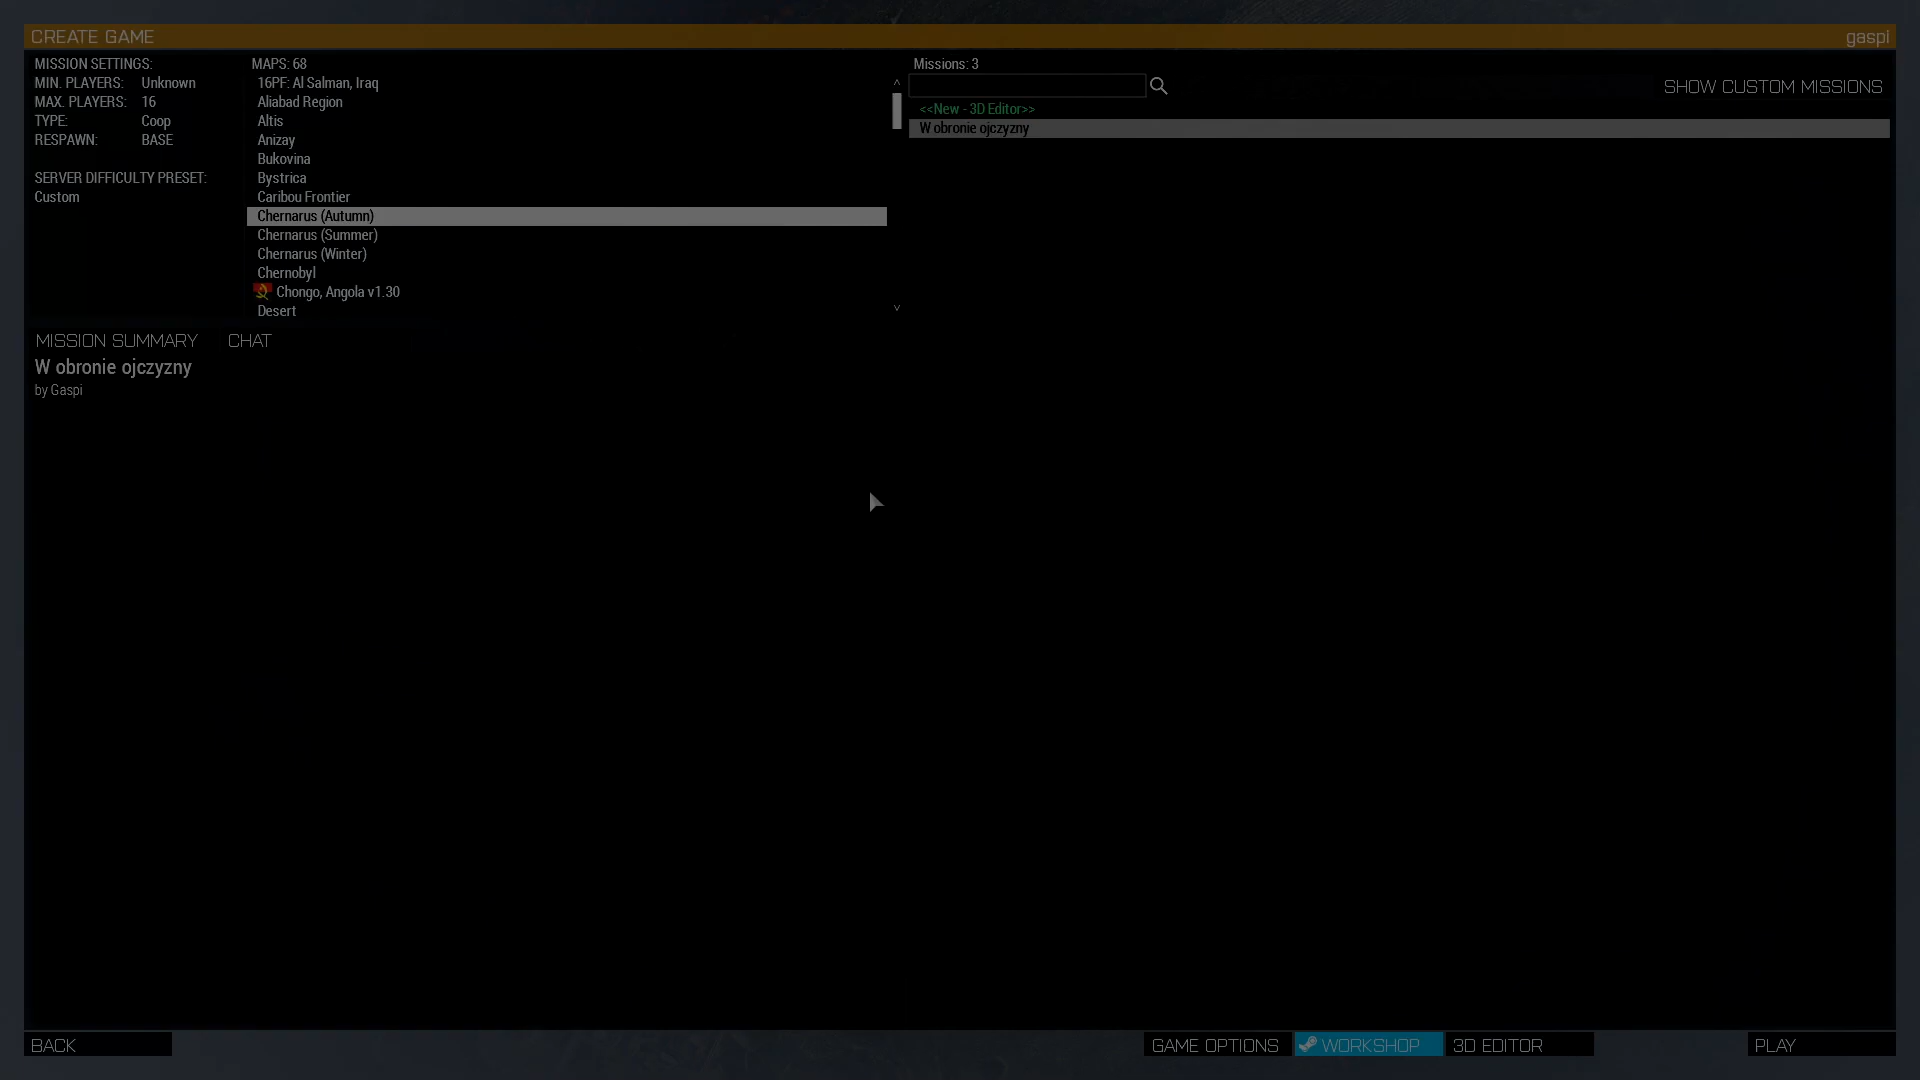 CREATE GAME
gaspi
MISSION SETTINGS:
MIN. PLAYERS: Unknown
MAX. PLAYERS: 16
TYPE: Coop
RESPAWN: BASE
SERVER DIFFICULTY PRESET:
Custom
MAPS: 68
16PF: Al Salman, Iraq
Aliabad Region
Altis
Anizay
Bukovina
Bystrica
Caribou Frontier
Chernarus (Autumn)
Chernarus (Summer)
Chernarus (Winter)
Chernobyl
Chongo, Angola v1.30
Desert
Missions: 3
SHOW CUSTOM MISSIONS
<<New - 3D Editor>>
W obronie ojczyzny
MISSION SUMMARY CHAT
W obronie ojczyzny
by Gaspi
BACK
GAME OPTIONS
WORKSHOP
3D EDITOR
PLAY